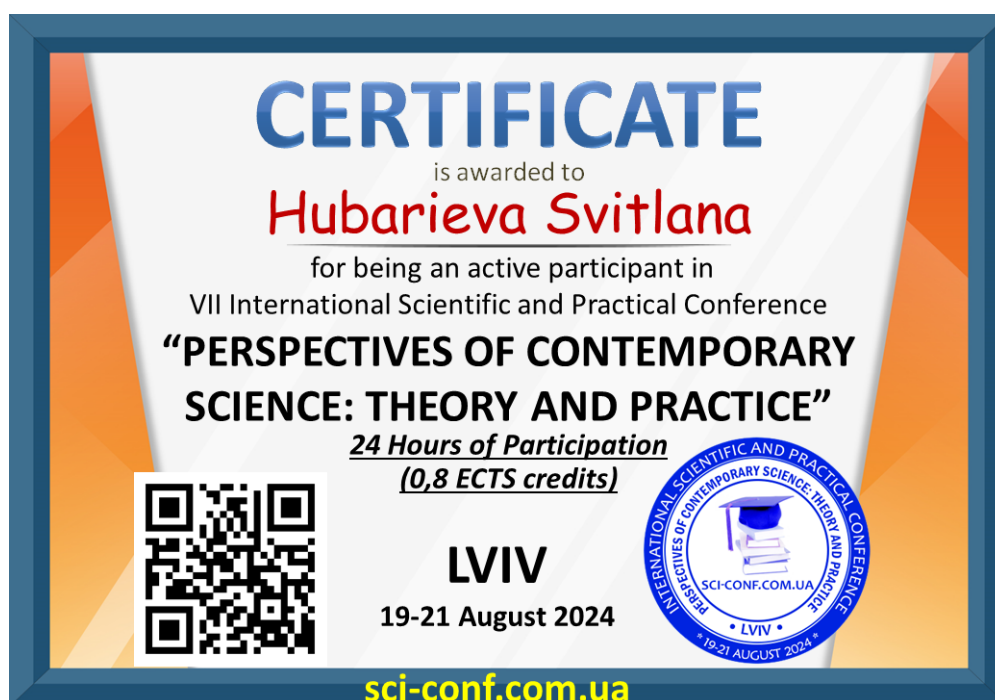 CERTIFICATE
is awarded to
Hubarieva Svitlana
for being an active participant in
VII International Scientific and Practical Conference
“PERSPECTIVES OF CONTEMPORARY
SCIENCE: THEORY AND PRACTICE”
24 Hours of Participation
(0,8 ECTS credits)
LVIV
19-21 August 2024
INTERNATIONAL SCIENTIFIC AND PRACTICAL CONFERENCE
PERSPECTIVES OF CONTEMPORARY SCIENCE: THEORY AND PRACTICE
SCI-CONF.COM.UA
• LVIV •
* 19-21 AUGUST 2024 *
sci-conf.com.ua